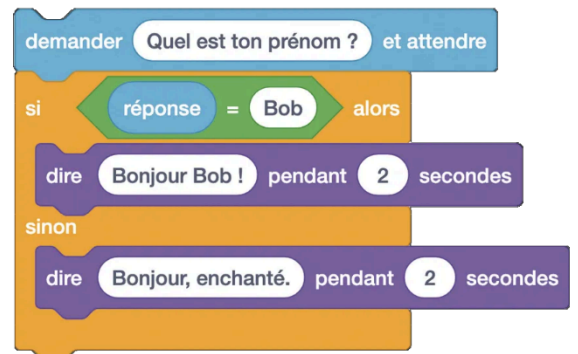 demander Quel est ton prénom ? et attendre
si réponse = Bob alors
dire Bonjour Bob ! pendant 2 secondes
sinon
dire Bonjour, enchanté. pendant 2 secondes